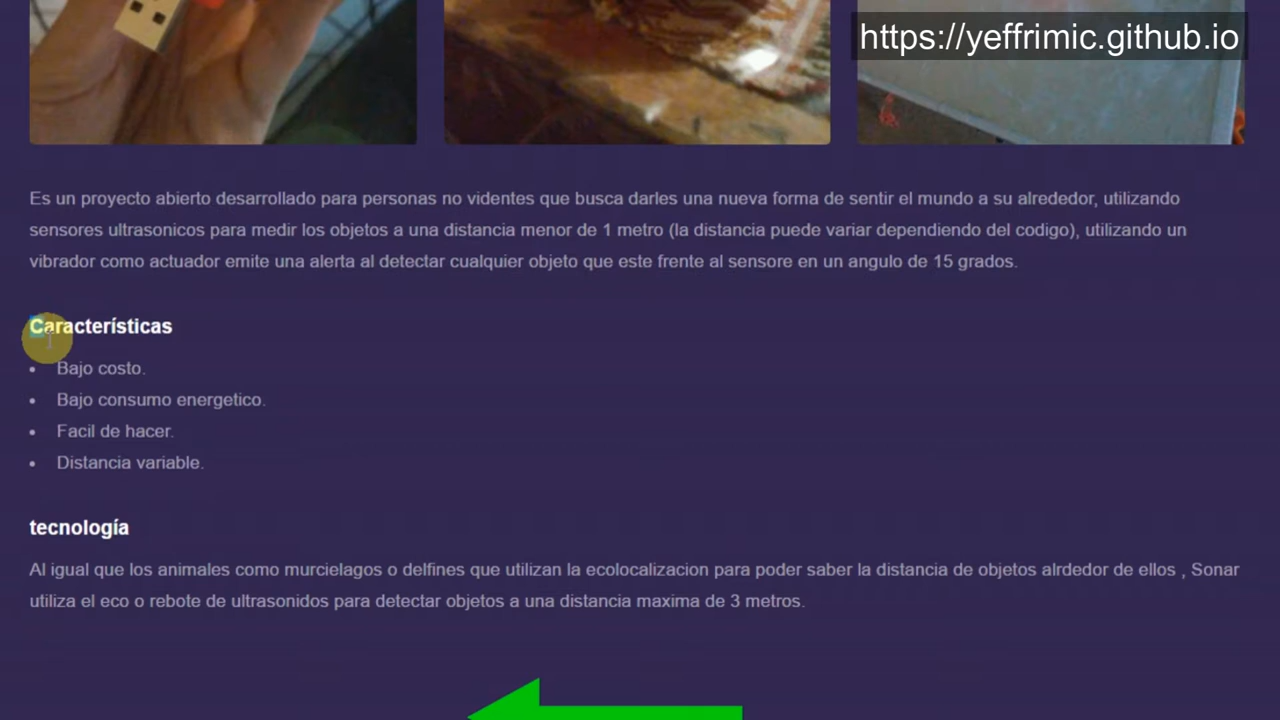 https://yeffrimic.github.io
Es un proyecto abierto desarrollado para personas no videntes que busca darles una nueva forma de sentir el mundo a su alrededor, utilizando
sensores ultrasonicos para medir los objetos a una distancia menor de 1 metro (la distancia puede variar dependiendo del codigo), utilizando un
vibrador como actuador emite una alerta al detectar cualquier objeto que este frente al sensore en un angulo de 15 grados.
Características
• Bajo costo.
• Bajo consumo energetico.
• Facil de hacer.
• Distancia variable.
tecnología
Al igual que los animales como murcielagos o delfines que utilizan la ecolocalizacion para poder saber la distancia de objetos alrdedor de ellos , Sonar
utiliza el eco o rebote de ultrasonidos para detectar objetos a una distancia maxima de 3 metros.